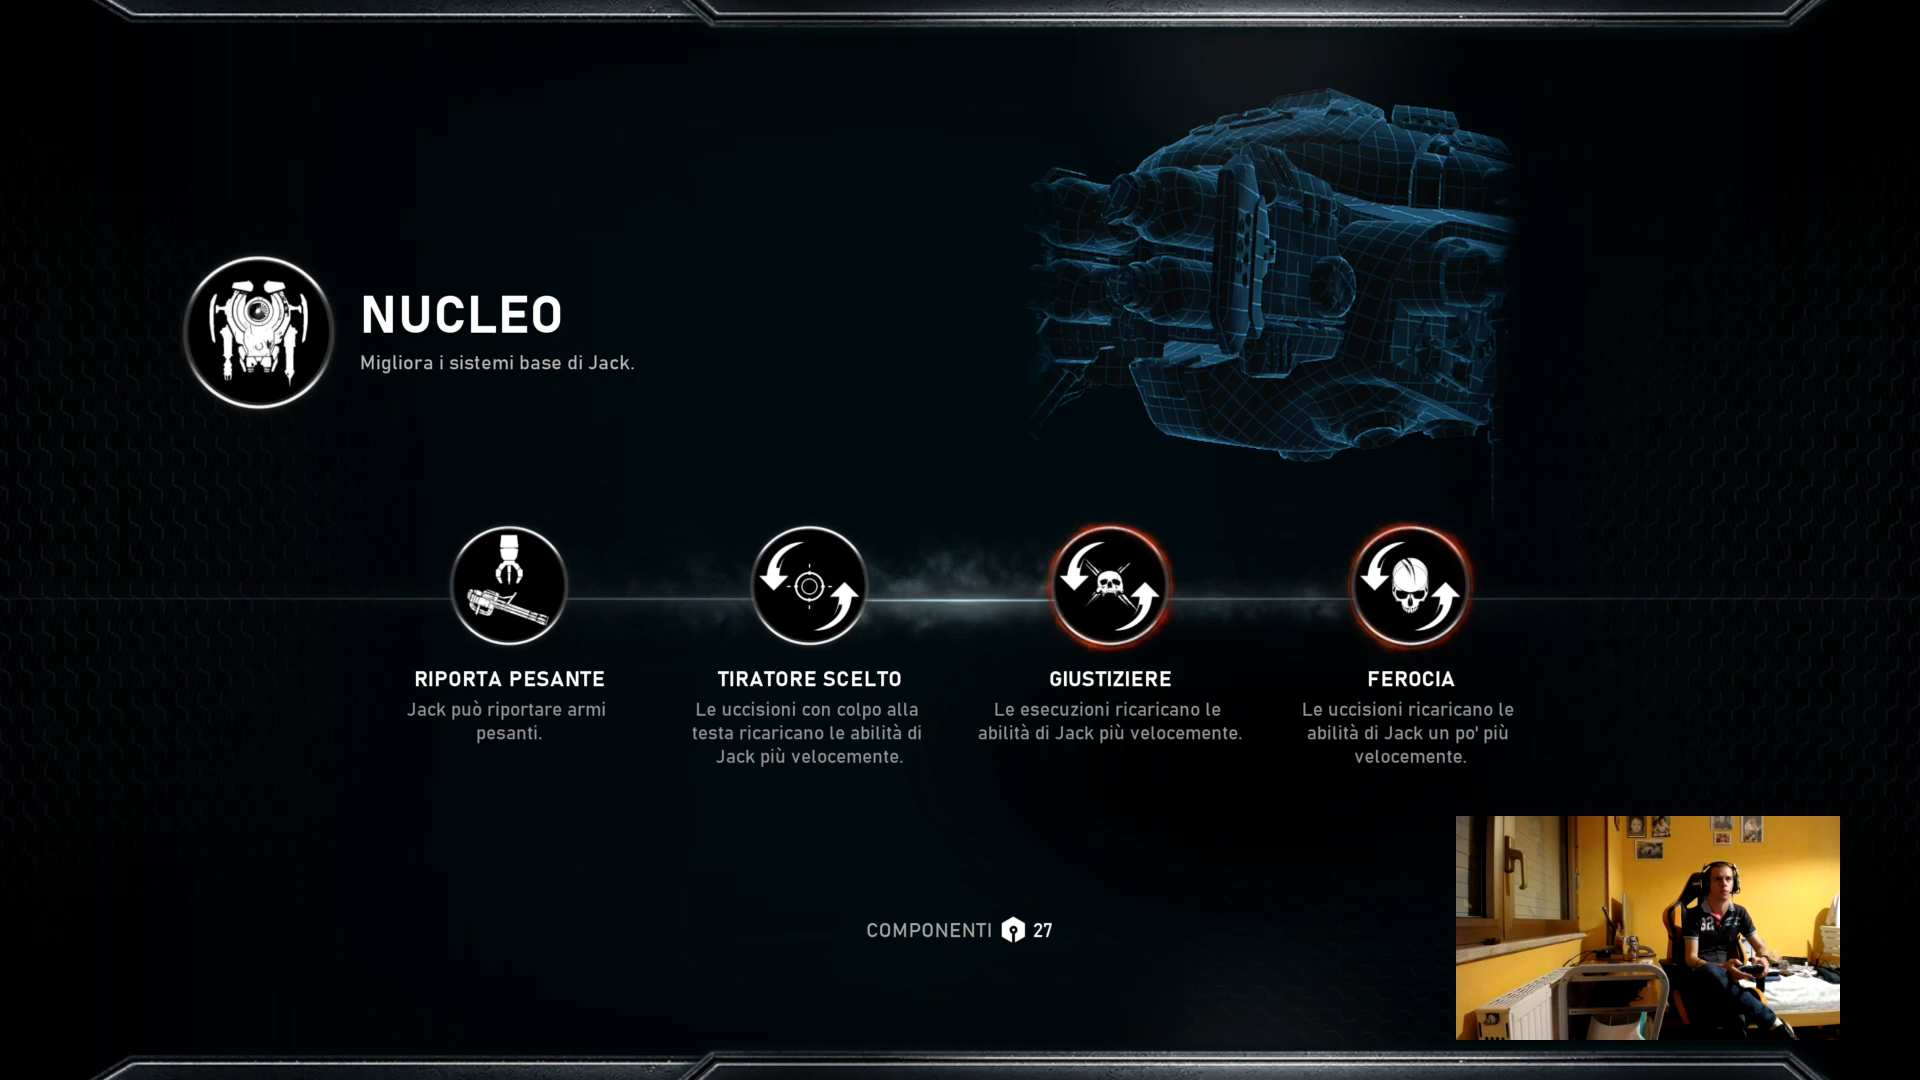 NUCLEO
Migliora i sistemi base di Jack.
RIPORTA PESANTE
Jack può riportare armi
pesanti.
TIRATORE SCELTO
Le uccisioni con colpo alla
testa ricaricano le abilità di
Jack più velocemente.
GIUSTIZIERE
Le esecuzioni ricaricano le
abilità di Jack più velocemente.
FEROCIA
Le uccisioni ricaricano le
abilità di Jack un po' più
velocemente.
COMPONENTI 27
32